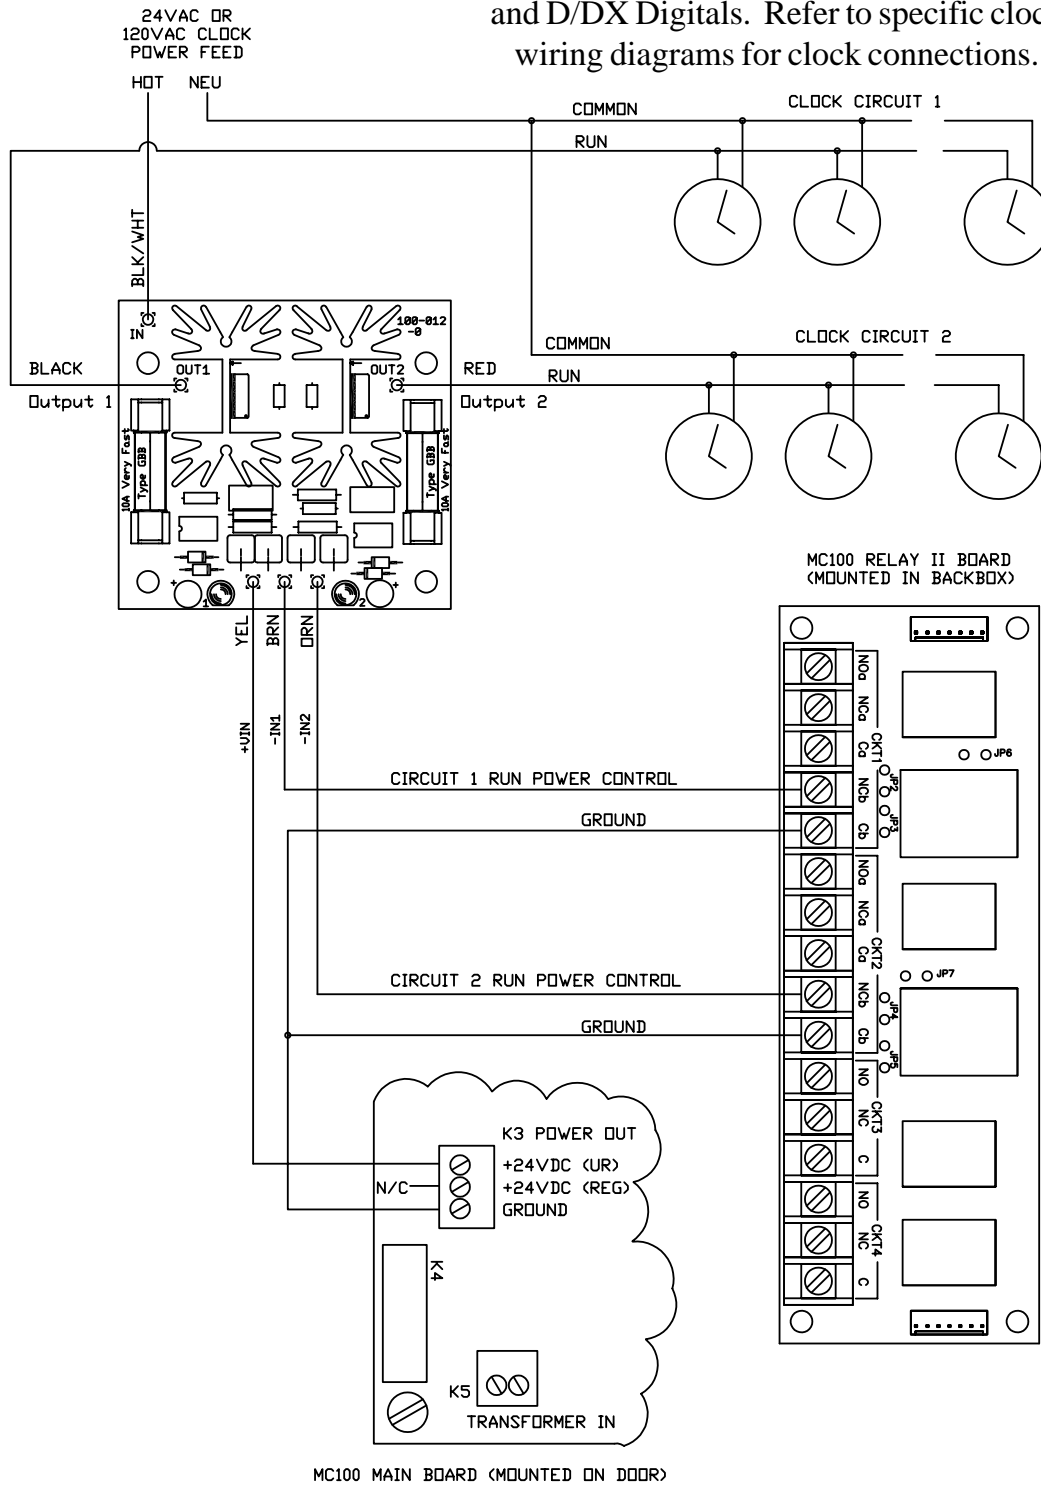 and D/DX Digitals. Refer to specific cloc
wiring diagrams for clock connections.
24VAC OR
120VAC CLOCK
POWER FEED
HOT NEU
COMMON
CLOCK CIRCUIT 1
RUN
BLK/WHT
IN
100-012
-0
COMMON
CLOCK CIRCUIT 2
RUN
BLACK
OUT1
OUT2
RED
Output 1
Output 2
10A Very Fast
Type GBB
Type GBB
10A Very Fast
+
1
2
+
YEL
BRN
ORN
+VIN
-IN1
-IN2
MC100 RELAY II BOARD
(MOUNTED IN BACKBOX)
NOa
NCa
Ca
CKT1
NCb
Cb
JP6
JP2
JP3
CIRCUIT 1 RUN POWER CONTROL
GROUND
NOa
NCa
Ca
CKT2
NCb
Cb
JP7
JP4
JP5
CIRCUIT 2 RUN POWER CONTROL
GROUND
NO
NC
CKT3
C
NO
NC
CKT4
C
K3 POWER OUT
+24VDC (UR)
N/C
+24VDC (REG)
GROUND
K4
K5
TRANSFORMER IN
MC100 MAIN BOARD (MOUNTED ON DOOR)